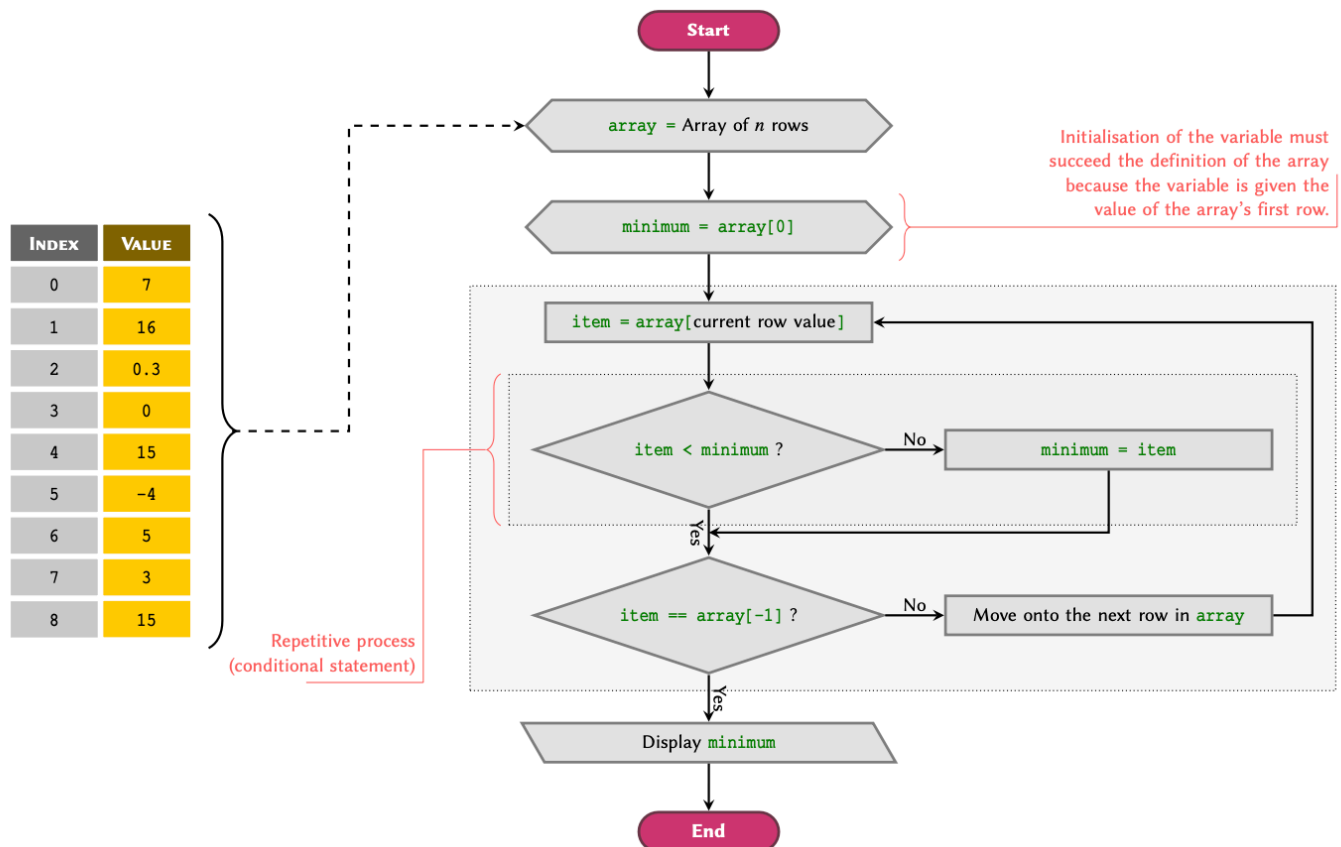 Start
array = Array of n rows
Initialisation of the variable must
succeed the definition of the array
because the variable is given the
value of the array's first row.
minimum = array[0]
INDEX VALUE
0 7
1 16
2 0.3
3 0
4 15
5 -4
6 5
7 3
8 15
item = array[current row value]
item < minimum ?
No
minimum = item
Yes
item == array[-1] ?
No
Move onto the next row in array
Repetitive process
(conditional statement)
Yes
Display minimum
End